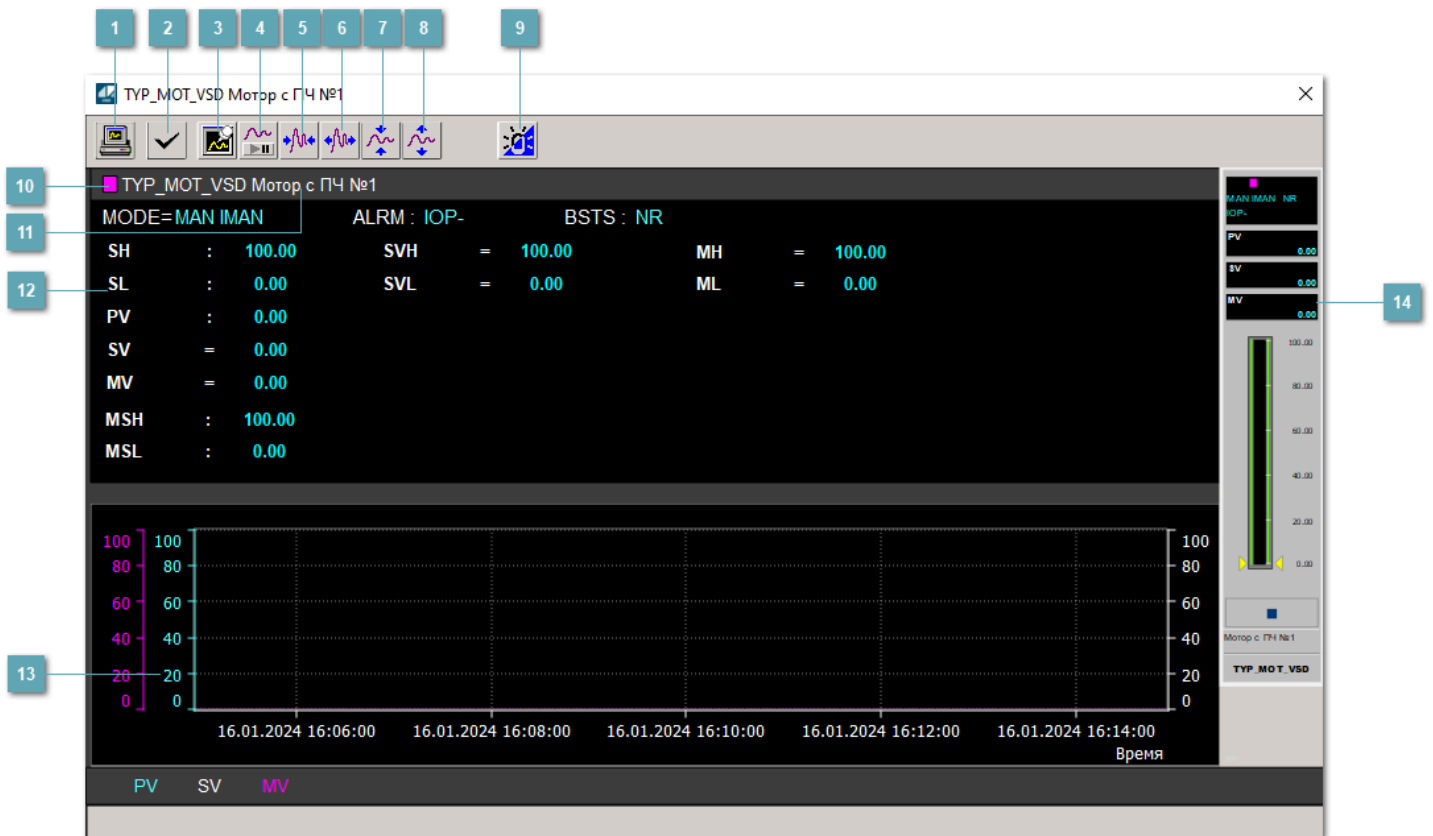 1 2 3 4 5 6 7 8 9
TYP_MOT_VSD Мотор с ПЧ №1
10
TYP_MOT_VSD Мотор с ПЧ №1
11
MODE=MAN IMAN ALRM : IOP- BSTS : NR
SH : 100.00 SVH = 100.00 MH = 100.00
12
SL : 0.00 SVL = 0.00 ML = 0.00
PV : 0.00
SV = 0.00
MV = 0.00
MSH : 100.00
MSL : 0.00
MAN IMAN NR
IOP-
PV
0.00
SV
0.00
MV
0.00
14
100.00
80.00
60.00
40.00
20.00
0.00
Мотор с ПЧ №1
TYP_MOT_VSD
100 100 100
80 80 80
60 60 60
40 40 40
13
20 20 20
0 0 0
16.01.2024 16:06:00 16.01.2024 16:08:00 16.01.2024 16:10:00 16.01.2024 16:12:00 16.01.2024 16:14:00
Время
PV SV MV